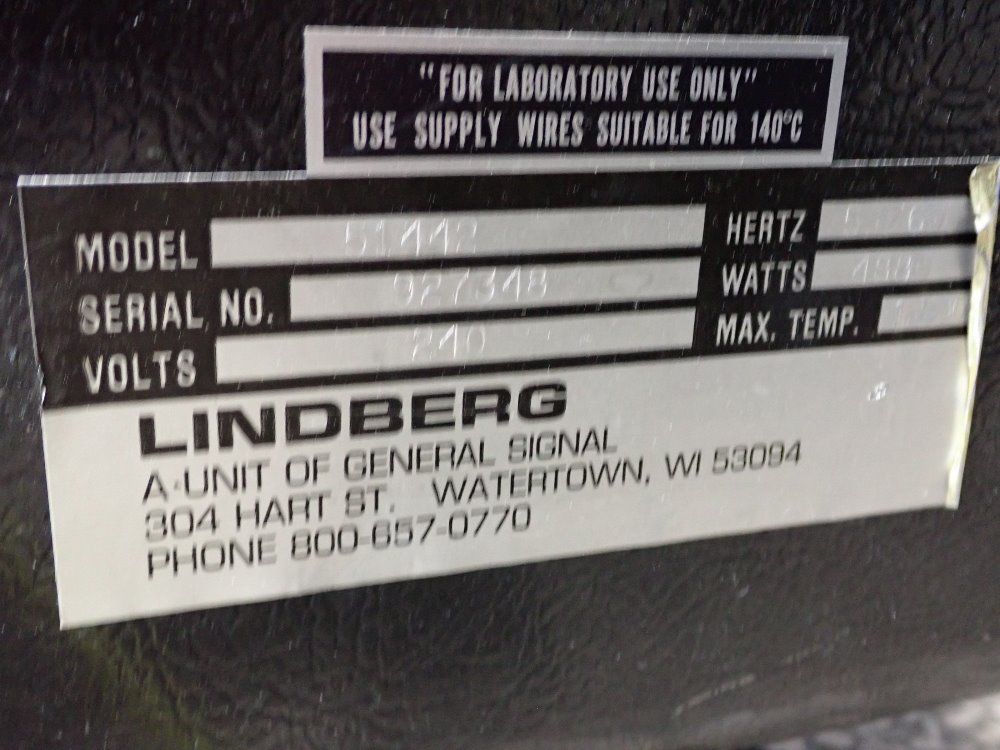 "FOR LABORATORY USE ONLY"
USE SUPPLY WIRES SUITABLE FOR 140°C
MODEL 51442 HERTZ
SERIAL NO. 927348 WATTS
VOLTS 240 MAX. TEMP.
LINDBERG
A UNIT OF GENERAL SIGNAL
304 HART ST. WATERTOWN, WI 53094
PHONE 800-657-0770